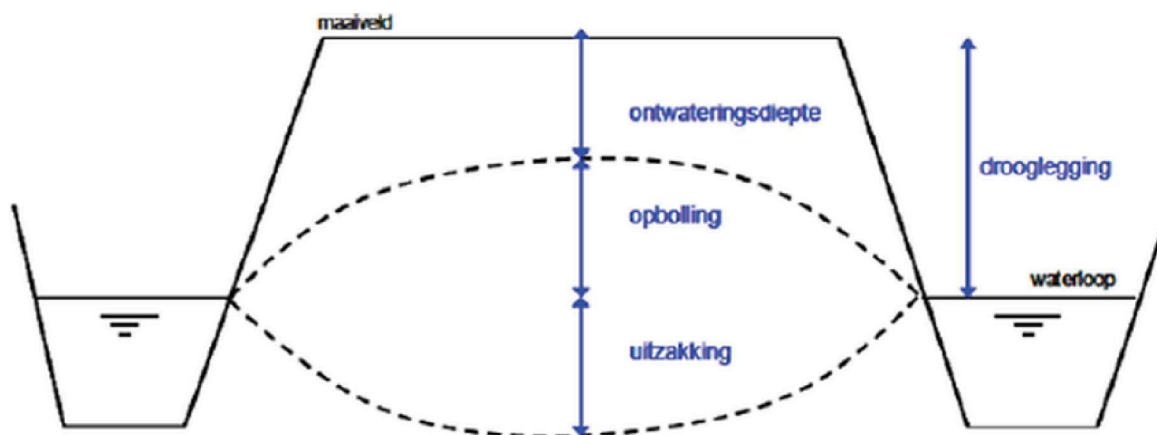 maaiveld
ontwateringsdiepte
drooglegging
opbolling
waterloop
uitzakking